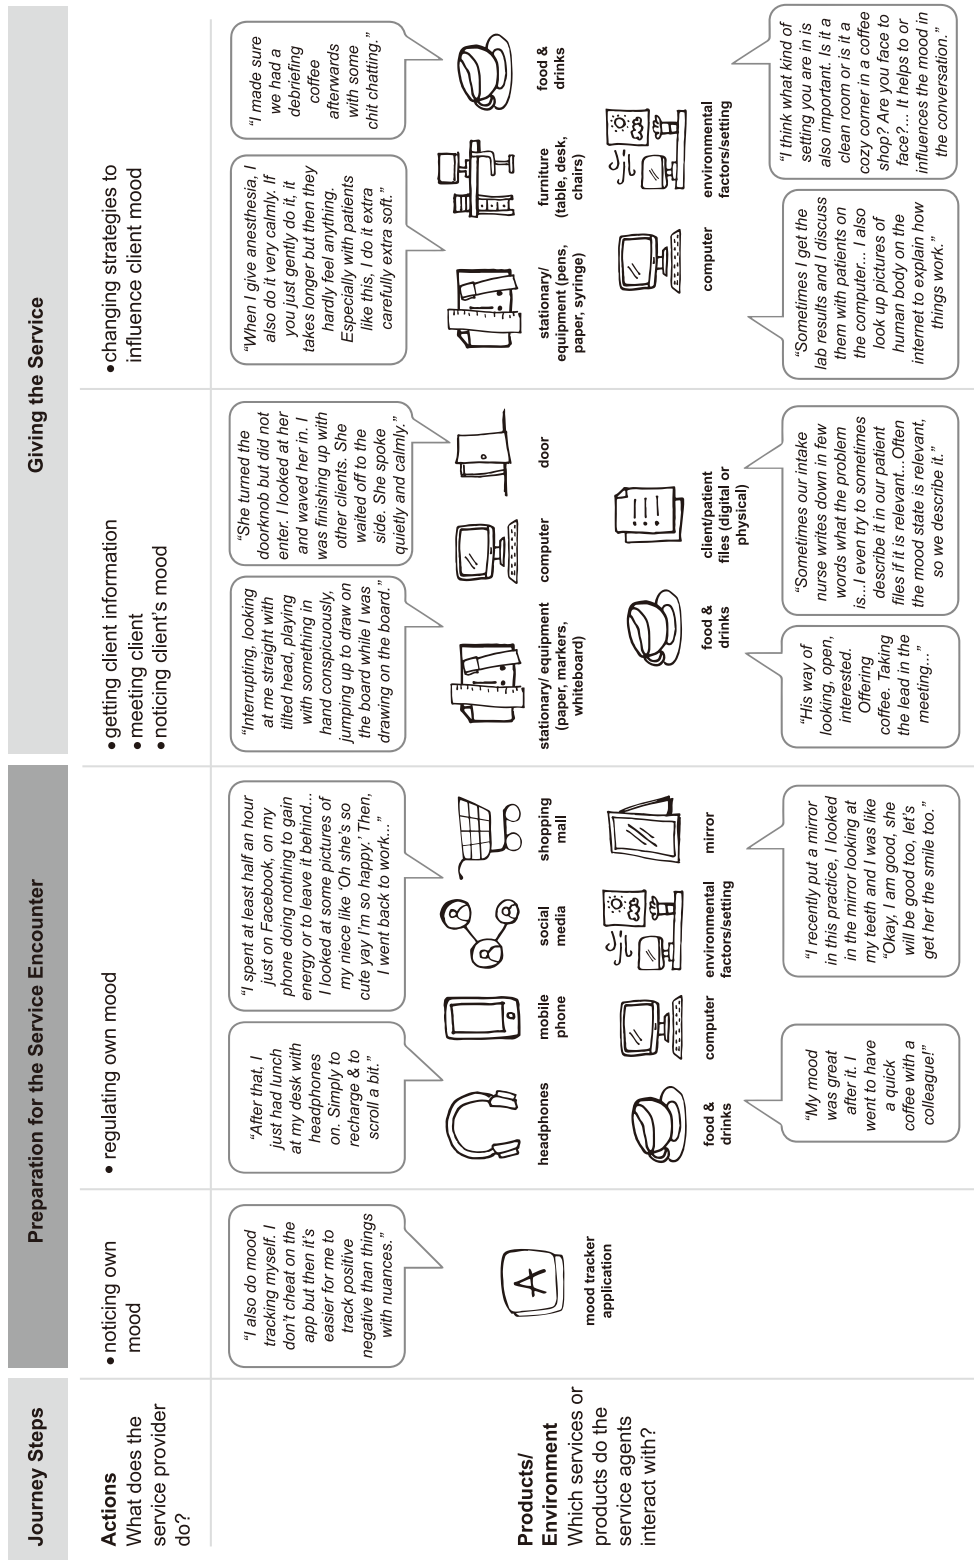 Journey Steps
Preparation for the Service Encounter
Giving the Service
Actions
What does the
service provider
do?
•noticing own
mood
• regulating own mood
•getting client information
•meeting client
•noticing client's mood
•changing strategies to
influence client mood
Products/
Environment
Which services or
products do the
service agents
interact with?
“I also do mood
tracking myself. I
don't cheat on the
app but then it's
easier for me to
track positive
negative than things
with nuances.”
mood tracker
application
“After that, I
just had lunch
at my desk with
headphones
on. Simply to
recharge & to
scroll a bit.”
“I spent at least half an hour
just on Facebook, on my
phone doing nothing to gain
energy or to leave it behind...
I looked at some pictures of
my niece like ‘Oh she's so
cute yay I'm so happy.’ Then,
I went back to work...”
headphones
mobile
phone
social
media
shopping
mall
food &
drinks
computer
environmental
factors/setting
mirror
“My mood
was great
after it. I
went to have
a quick
coffee with a
colleague!”
“I recently put a mirror
in this practice, I looked
in the mirror looking at
my teeth and I was like
“Okay, I am good, she
will be good too, let's
get her the smile too.”
“Interrupting, looking
at me straight with
tilted head, playing
with something in
hand conspicuously,
jumping up to draw on
the board while I was
drawing on the board.”
“She turned the
doorknob but did not
enter. I looked at her
and waved her in. I
was finishing up with
other clients. She
waited off to the
side. She spoke
quietly and calmly.”
stationary/ equipment
(paper, markers,
whiteboard)
computer
door
food &
drinks
client/patient
files (digital or
physical)
“His way of
looking, open,
interested.
Offering
coffee. Taking
the lead in the
meeting...”
“Sometimes our intake
nurse writes down in few
words what the problem
is...I even try to sometimes
describe it in our patient
files if it is relevant...Often
the mood state is relevant,
so we describe it.”
“When I give anesthesia, I
also do it very calmly. If
you just gently do it, it
takes longer but then they
hardly feel anything.
Especially with patients
like this, I do it extra
carefully extra soft.”
“I made sure
we had a
debriefing
coffee
afterwards
with some
chit chatting.”
stationary/
equipment (pens,
paper, syringe)
furniture
(table, desk,
chairs)
food &
drinks
computer
environmental
factors/setting
“Sometimes I get the
lab results and I discuss
them with patients on
the computer... I also
look up pictures of
human body on the
internet to explain how
things work.”
“I think what kind of
setting you are in is
also important. Is it a
clean room or is it a
cozy corner in a coffee
shop? Are you face to
face?... It helps to or
influences the mood in
the conversation.”
A